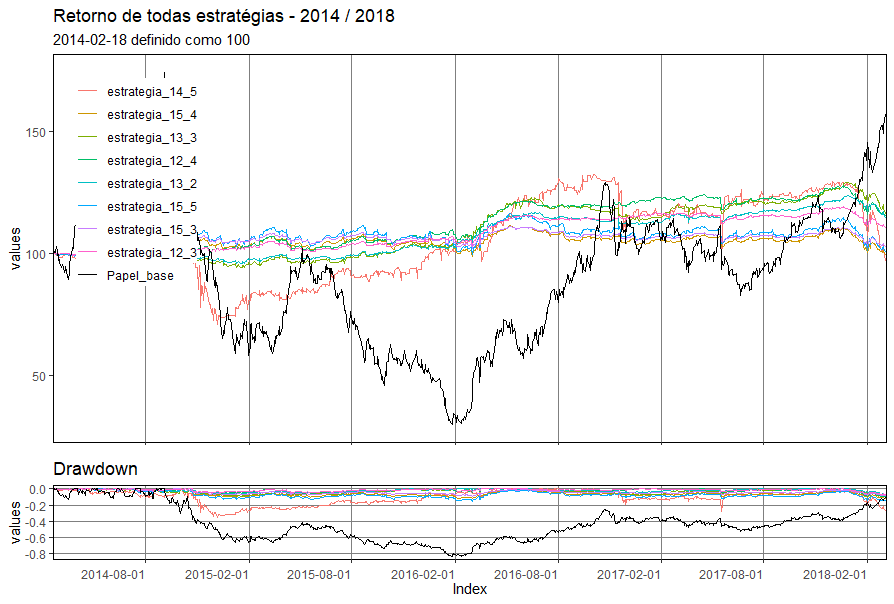 Retorno de todas estratégias - 2014 / 2018
2014-02-18 definido como 100
values
150
100
50
estrategia_14_5
estrategia_15_4
estrategia_13_3
estrategia_12_4
estrategia_13_2
estrategia_15_5
estrategia_15_3
estrategia_12_3
Papel_base
Drawdown
values
0.0
-0.2
-0.4
-0.6
-0.8
2014-08-01
2015-02-01
2015-08-01
2016-02-01
2016-08-01
2017-02-01
2017-08-01
2018-02-01
Index